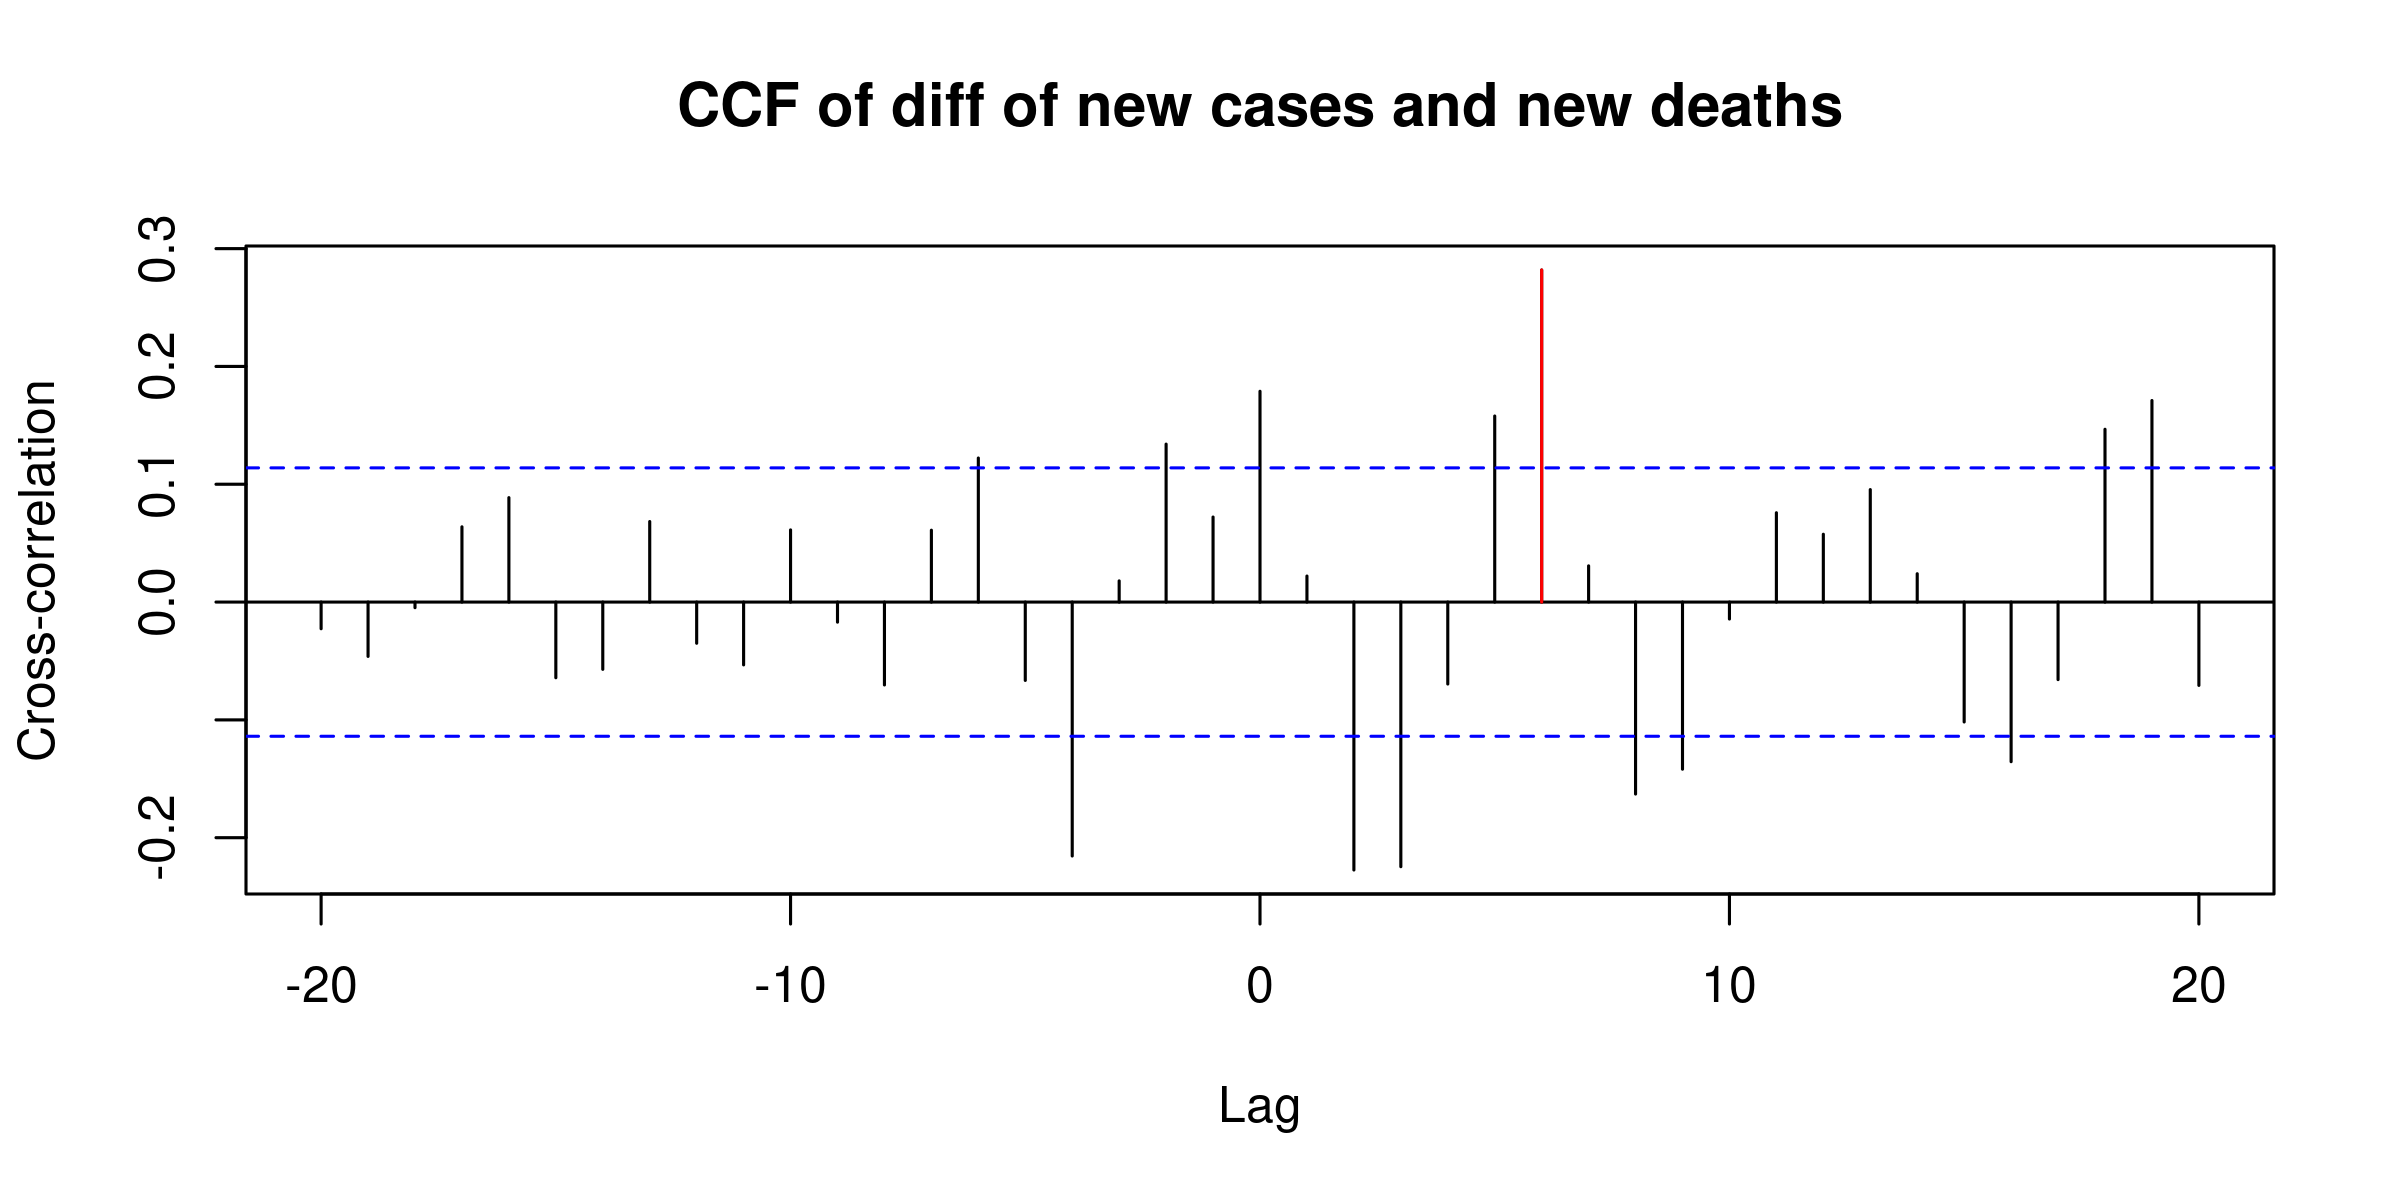 CCF of diff of new cases and new deaths
Cross-correlation
0.3
0.2
0.1
0.0
-0.2
-20 -10 0 10 20
Lag